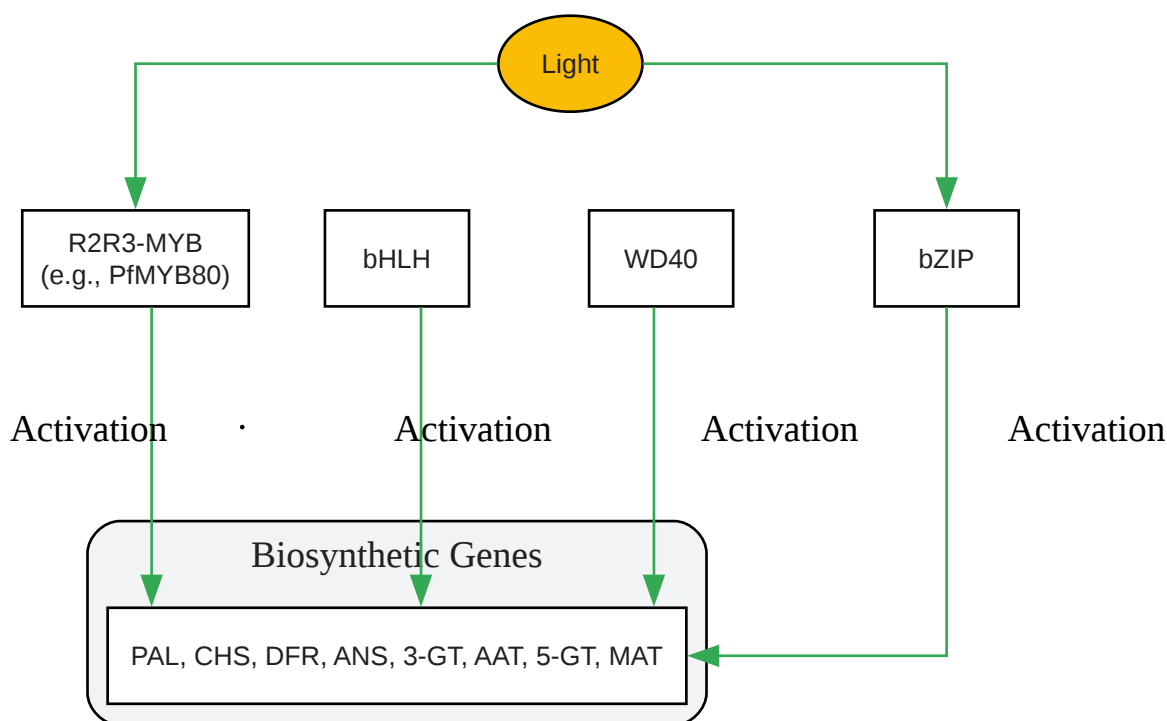 Light
R2R3-MYB
(e.g., PfMYB80)
bHLH
WD40
bZIP
Activation
.
Activation
Activation
Activation
Biosynthetic Genes
PAL, CHS, DFR, ANS, 3-GT, AAT, 5-GT, MAT